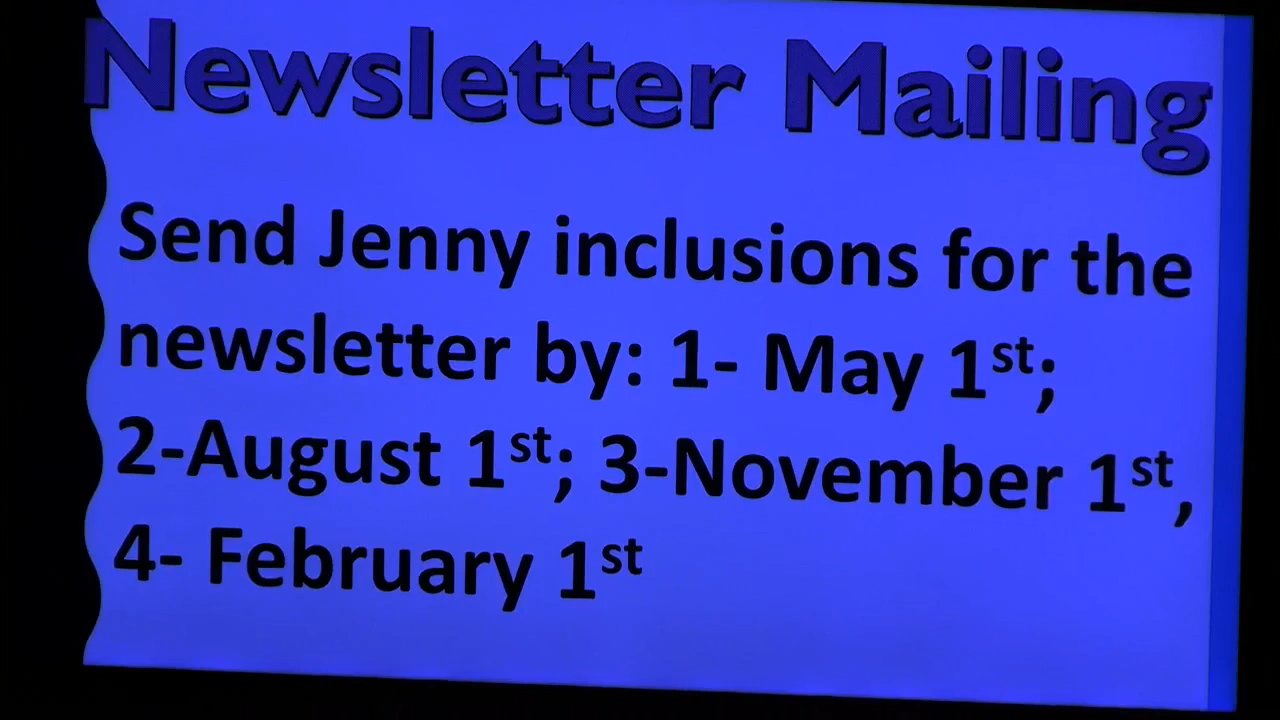 Newsletter Mailing
Send Jenny inclusions for the
newsletter by: 1- May 1st;
2-August 1st; 3-November 1st,
4- February 1st